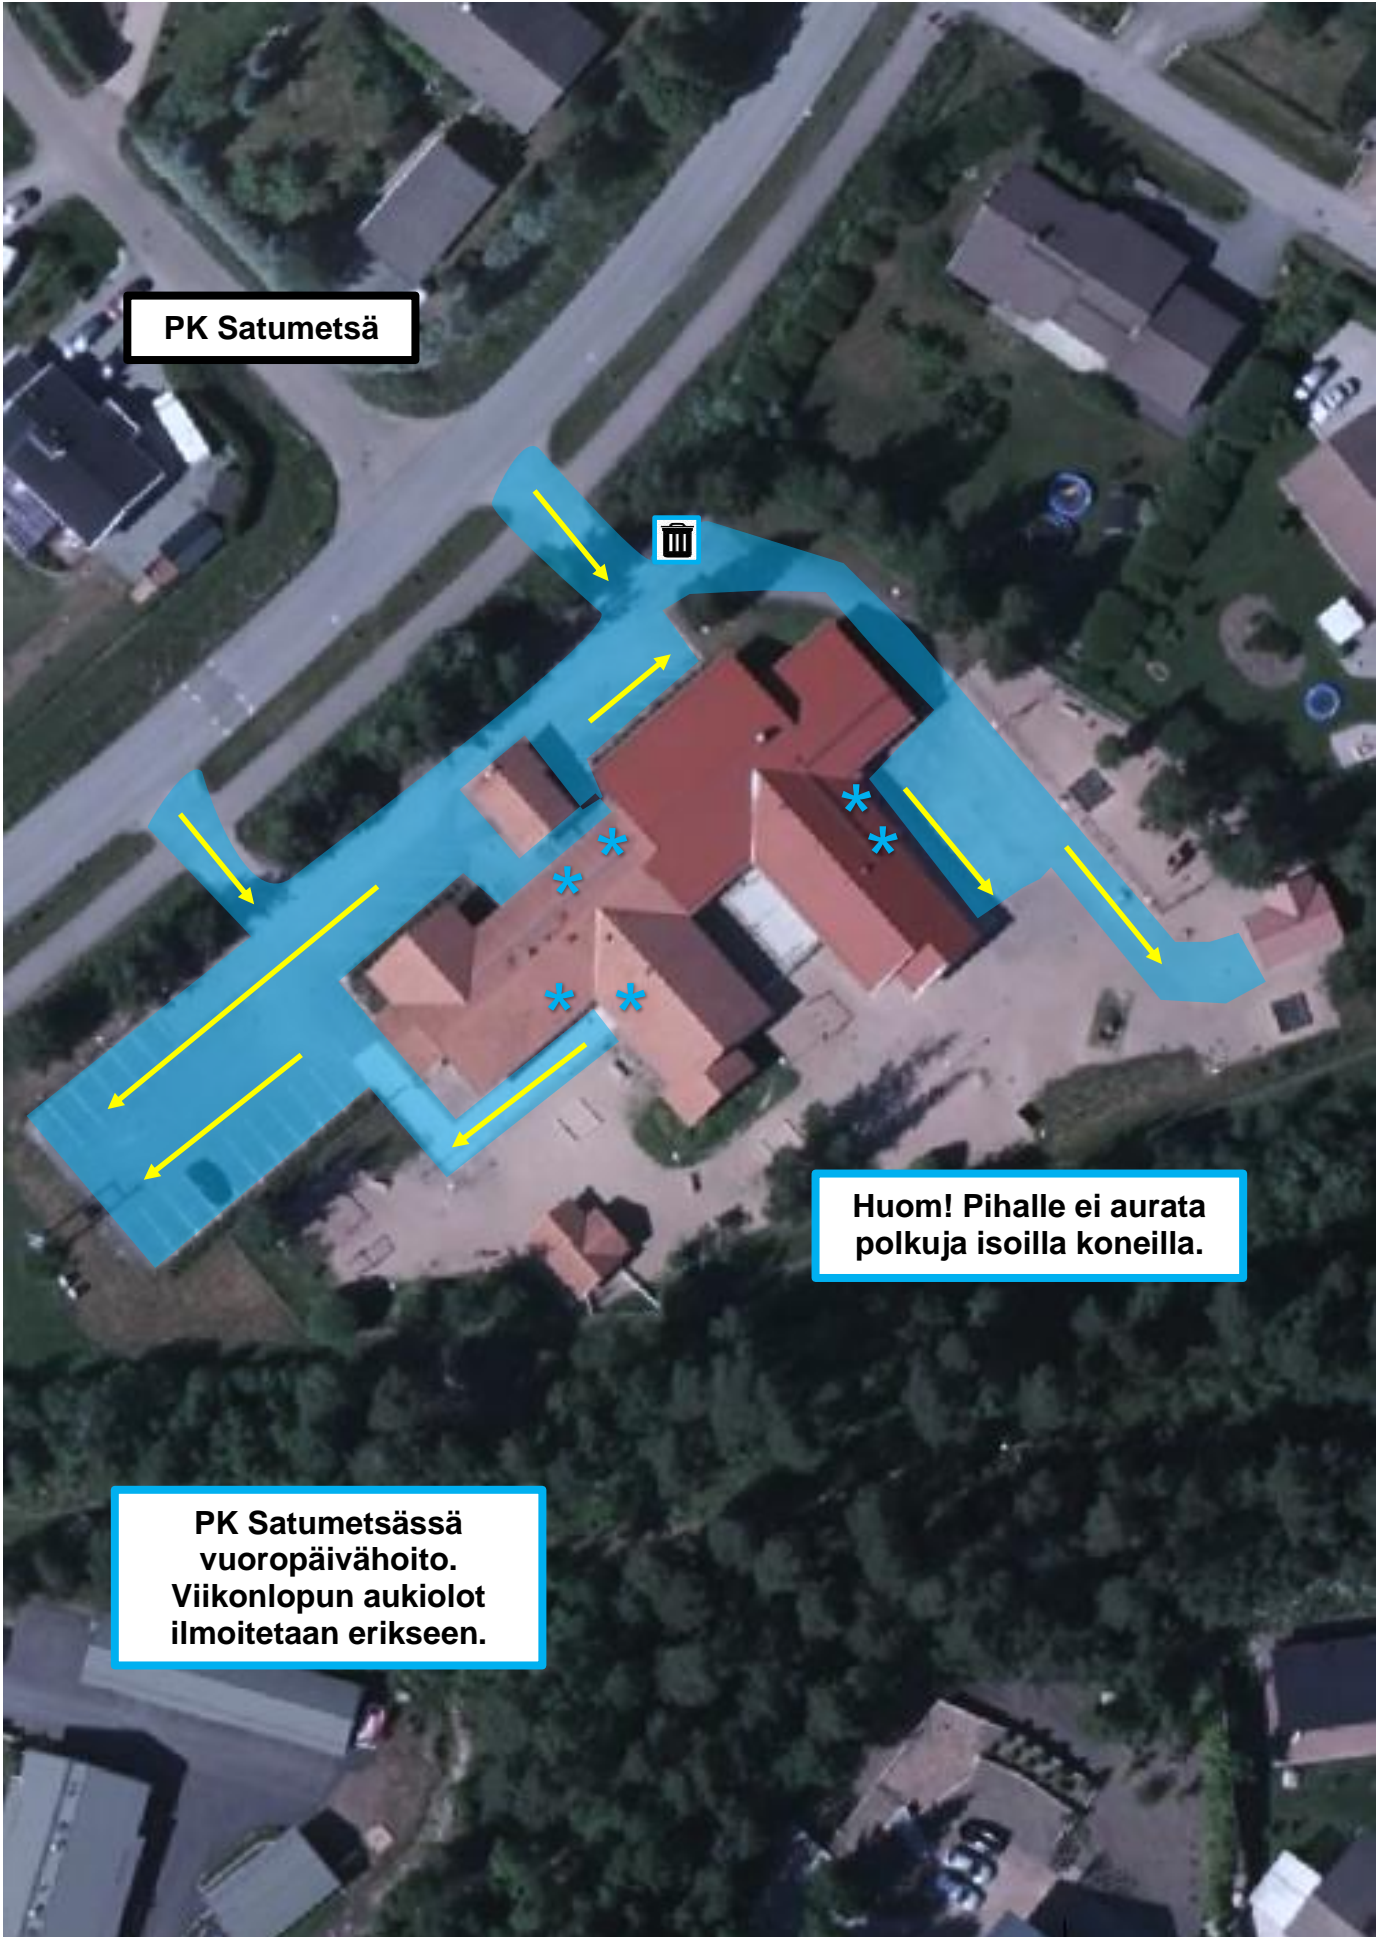 PK Satumetsä
Huom! Pihalle ei aurata
polkuja isoilla koneilla.
PK Satumetsässä
vuoropäivähoito.
Viikonlopun aukiolot
ilmoitetaan erikseen.